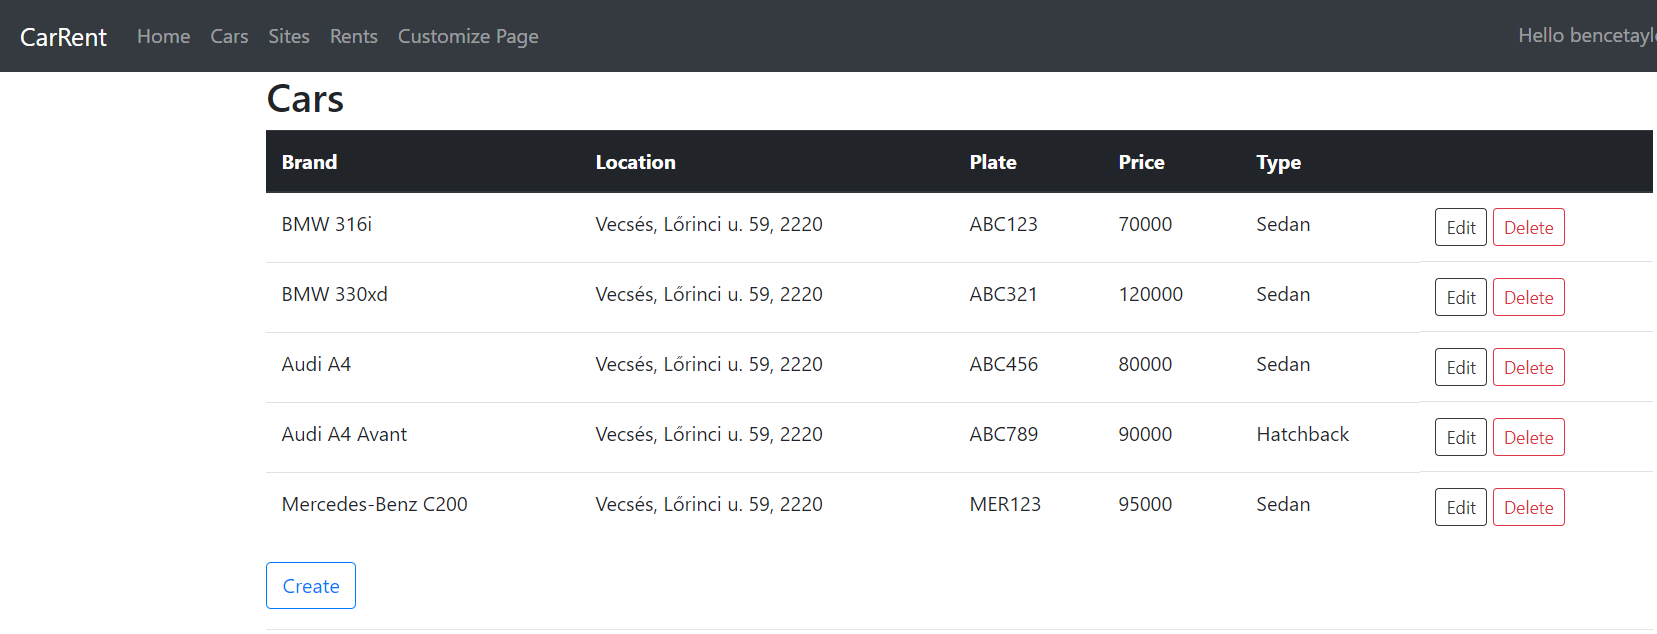 CarRent Home Cars Sites Rents Customize Page Hello bencetayl
Cars
Brand Location Plate Price Type
BMW 316i Vecsés, Lőrinci u. 59, 2220 ABC123 70000 Sedan Edit Delete
BMW 330xd Vecsés, Lőrinci u. 59, 2220 ABC321 120000 Sedan Edit Delete
Audi A4 Vecsés, Lőrinci u. 59, 2220 ABC456 80000 Sedan Edit Delete
Audi A4 Avant Vecsés, Lőrinci u. 59, 2220 ABC789 90000 Hatchback Edit Delete
Mercedes-Benz C200 Vecsés, Lőrinci u. 59, 2220 MER123 95000 Sedan Edit Delete
Create